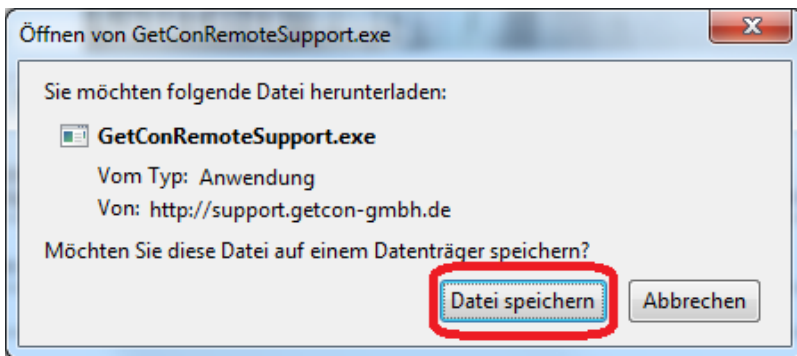 Öffnen von GetConRemoteSupport.exe
Sie möchten folgende Datei herunterladen:
GetConRemoteSupport.exe
Vom Typ: Anwendung
Von: http://support.getcon-gmbh.de
Möchten Sie diese Datei auf einem Datenträger speichern?
Datei speichern Abbrechen